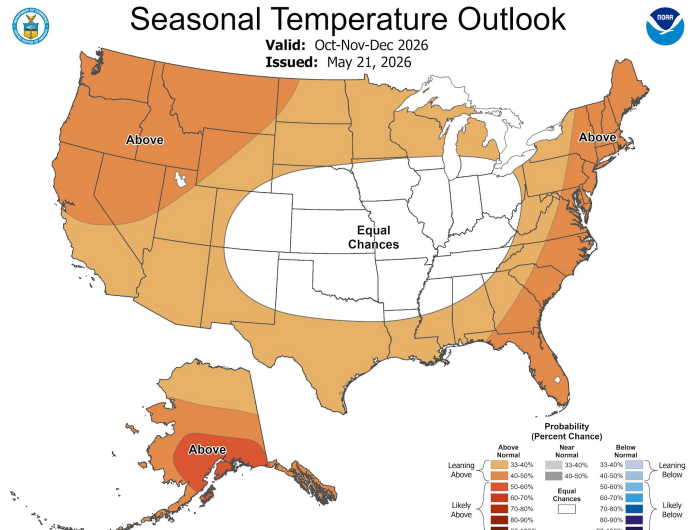 Seasonal Temperature Outlook
Valid: Oct-Nov-Dec 2026
Issued: May 21, 2026
NOAA
Above
Above
Equal
Chances
Above
Probability
(Percent Chance)
Above
Normal
Near
Normal
Below
Normal
Leaning
Above
33-40%
33-40%
33-40%
Leaning
Below
40-50%
40-50%
40-50%
50-60%
Equal
Chances
50-60%
60-70%
60-70%
Likely
Above
70-80%
70-80%
Likely
Below
80-90%
80-90%